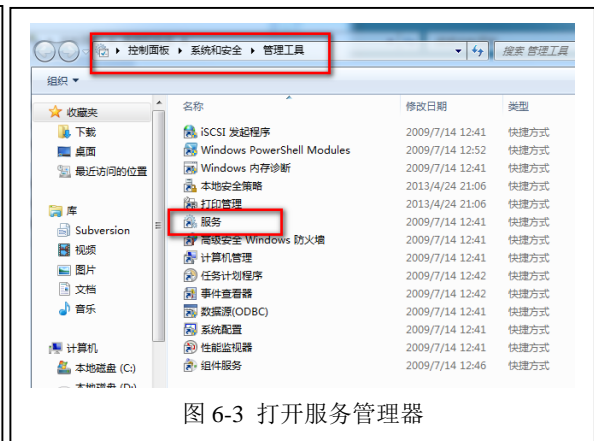 控制面板 ▸ 系统和安全 ▸ 管理工具
搜索 管理工具
组织
收藏夹
下载
桌面
最近访问的位置
库
Subversion
视频
图片
文档
音乐
计算机
本地磁盘 (C:)
本地磁盘 (D:)
名称 修改日期 类型
iSCSI 发起程序 2009/7/14 12:41 快捷方式
Windows PowerShell Modules 2009/7/14 12:52 快捷方式
Windows 内存诊断 2009/7/14 12:41 快捷方式
本地安全策略 2013/4/24 21:06 快捷方式
打印管理 2013/4/24 21:06 快捷方式
服务 2009/7/14 12:41 快捷方式
高级安全 Windows 防火墙 2009/7/14 12:41 快捷方式
计算机管理 2009/7/14 12:41 快捷方式
任务计划程序 2009/7/14 12:42 快捷方式
事件查看器 2009/7/14 12:42 快捷方式
数据源(ODBC) 2009/7/14 12:41 快捷方式
系统配置 2009/7/14 12:41 快捷方式
性能监视器 2009/7/14 12:41 快捷方式
组件服务 2009/7/14 12:46 快捷方式
图 6-3 打开服务管理器